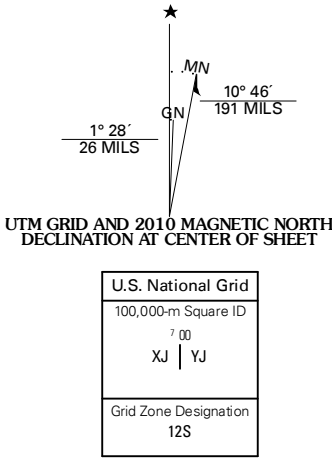 ★
MN
GN
10° 46´
191 MILS
1° 28´
26 MILS
UTM GRID AND 2010 MAGNETIC NORTH
DECLINATION AT CENTER OF SHEET
U.S. National Grid
100,000-m Square ID
7 00
XJ | YJ
Grid Zone Designation
12S